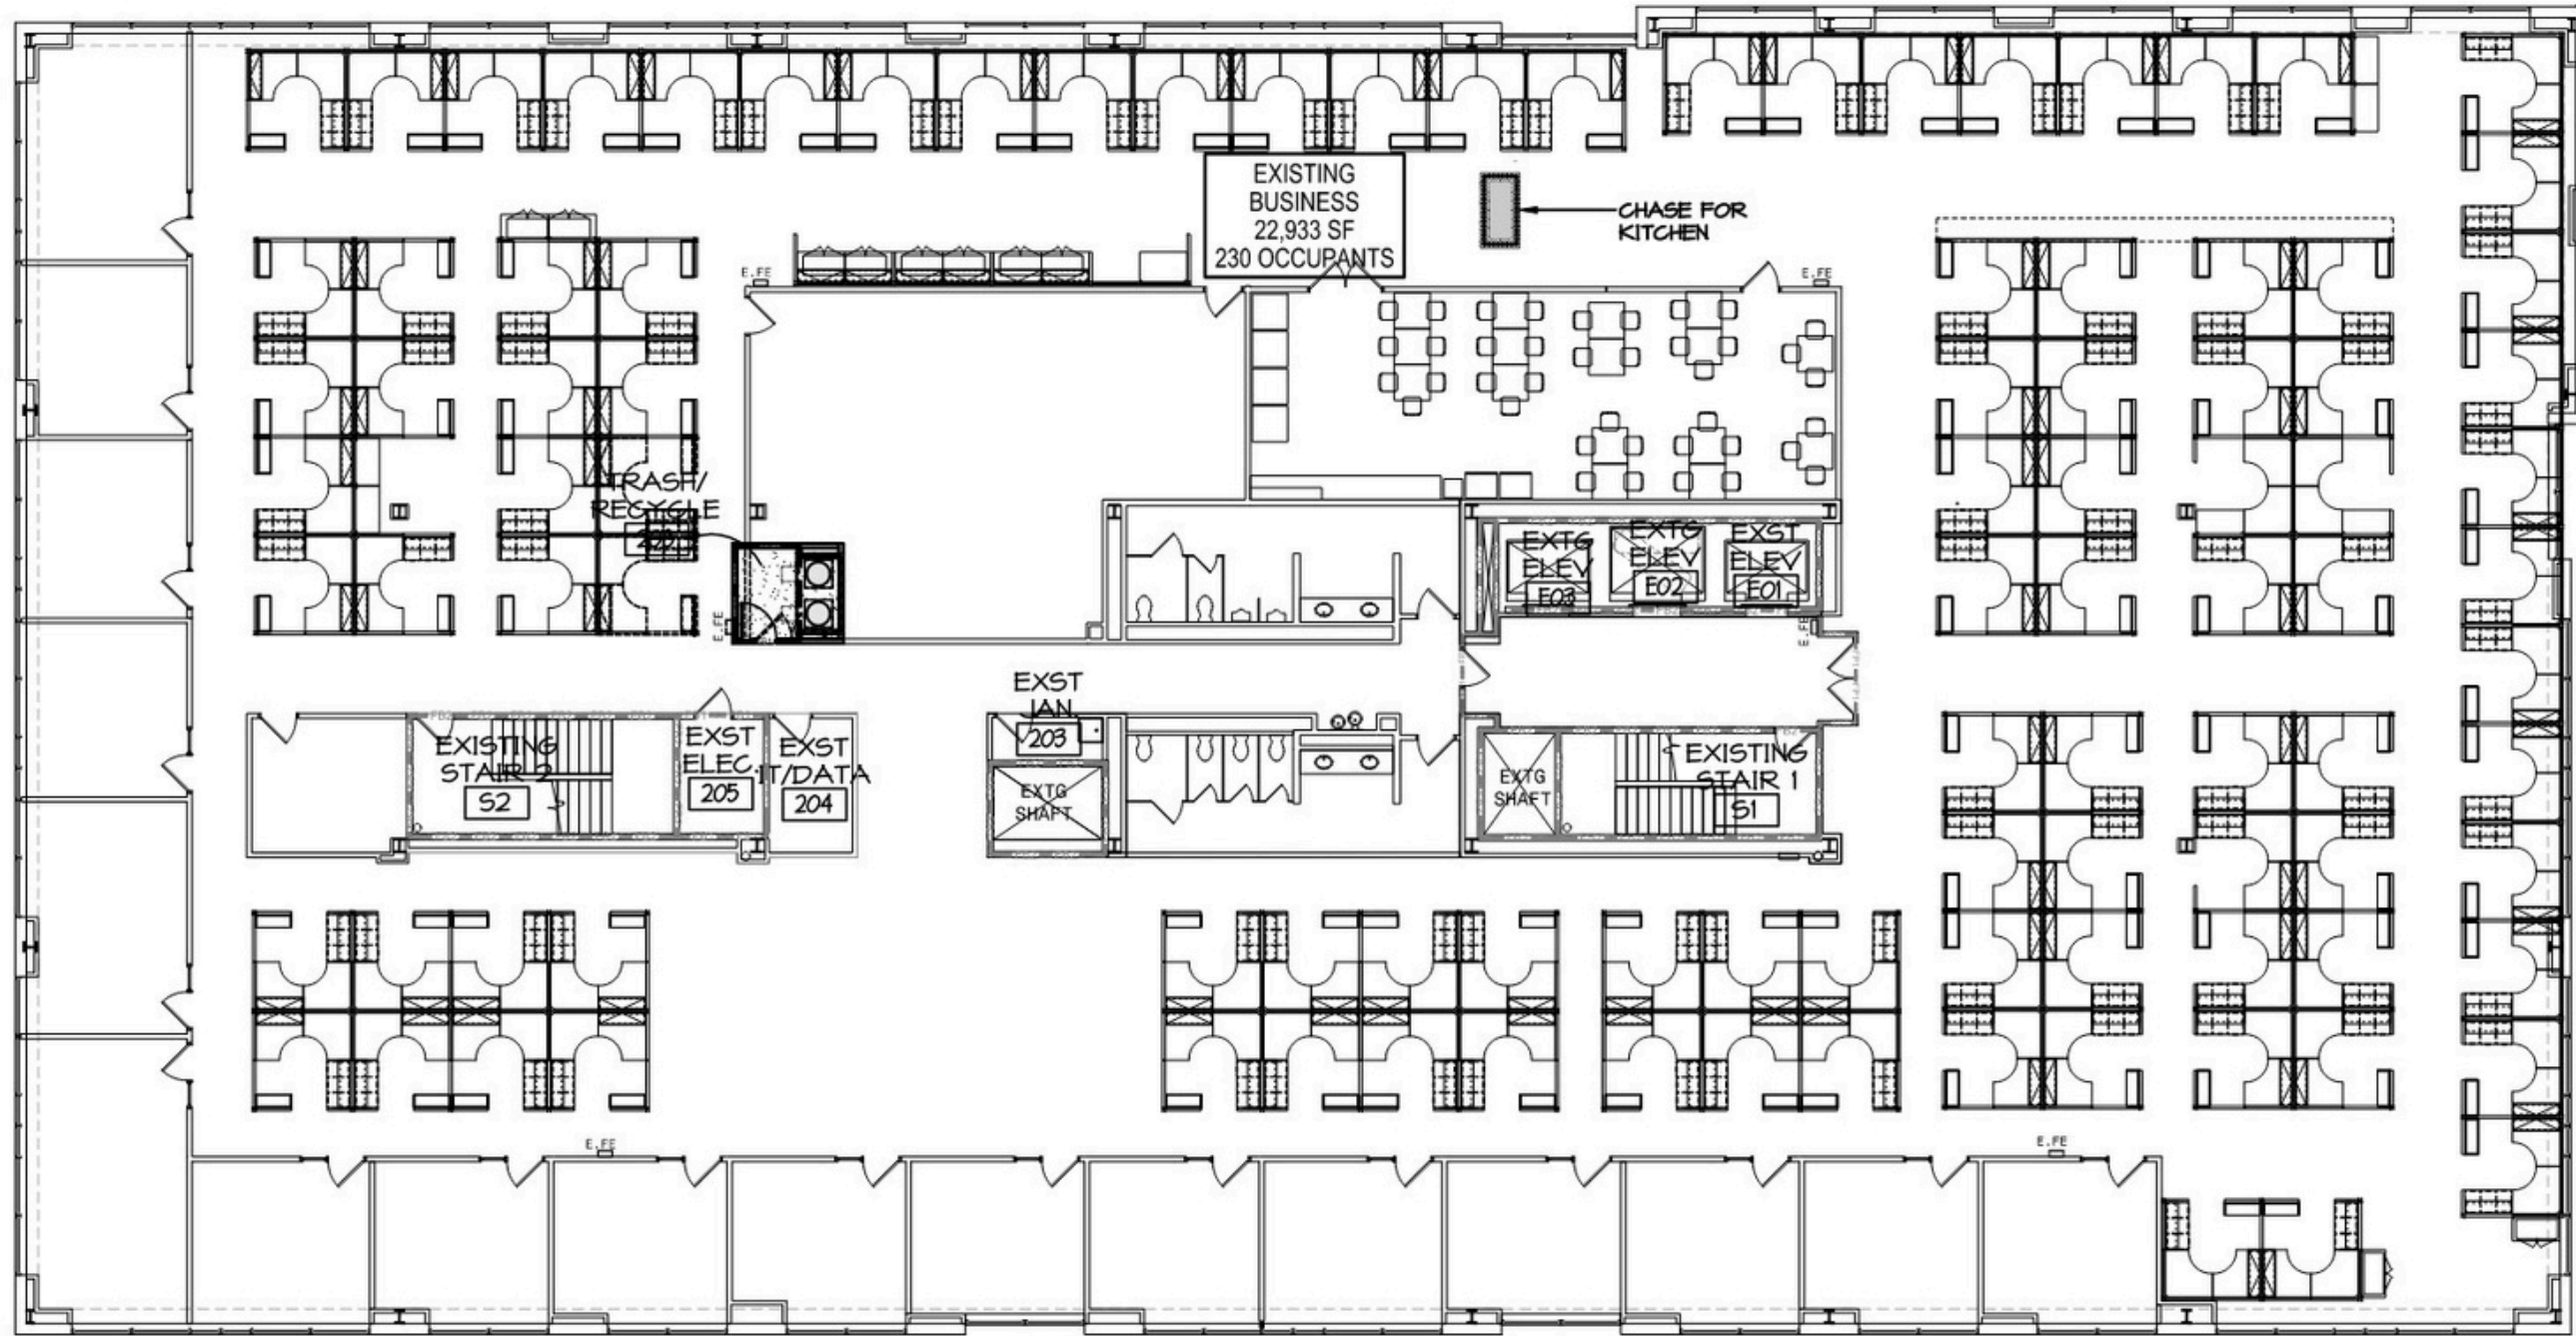 EXISTING
BUSINESS
22,933 SF
230 OCCUPANTS
CHASE FOR
KITCHEN
E.FE
E.FE
TRASH/
RECYCLE
E.FE
EXTG
ELEV
E03
EXTG
ELEV
E02
EXST
ELEV
E01
E.FE
EXST
JAN.
203
EXISTING
STAIR 2
S2
EXST
ELEC.
205
EXST
IT/DATA
204
EXTG
SHAFT
EXTG
SHAFT
EXISTING
STAIR 1
S1
E.FE
E.FE